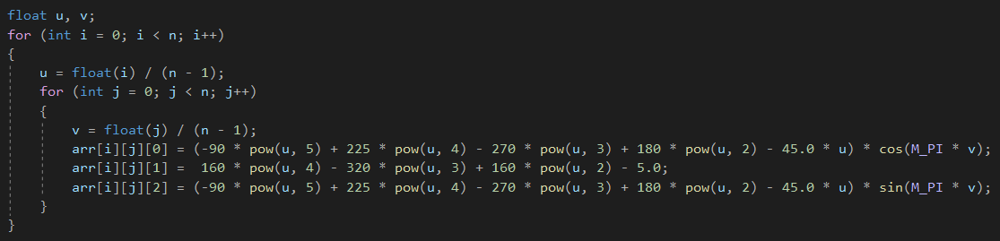 float u, v;
for (int i = 0; i < n; i++)
{
    u = float(i) / (n - 1);
    for (int j = 0; j < n; j++)
    {
        v = float(j) / (n - 1);
        arr[i][j][0] = (-90 * pow(u, 5) + 225 * pow(u, 4) - 270 * pow(u, 3) + 180 * pow(u, 2) - 45.0 * u) * cos(M_PI * v);
        arr[i][j][1] =  160 * pow(u, 4) - 320 * pow(u, 3) + 160 * pow(u, 2) - 5.0;
        arr[i][j][2] = (-90 * pow(u, 5) + 225 * pow(u, 4) - 270 * pow(u, 3) + 180 * pow(u, 2) - 45.0 * u) * sin(M_PI * v);
    }
}